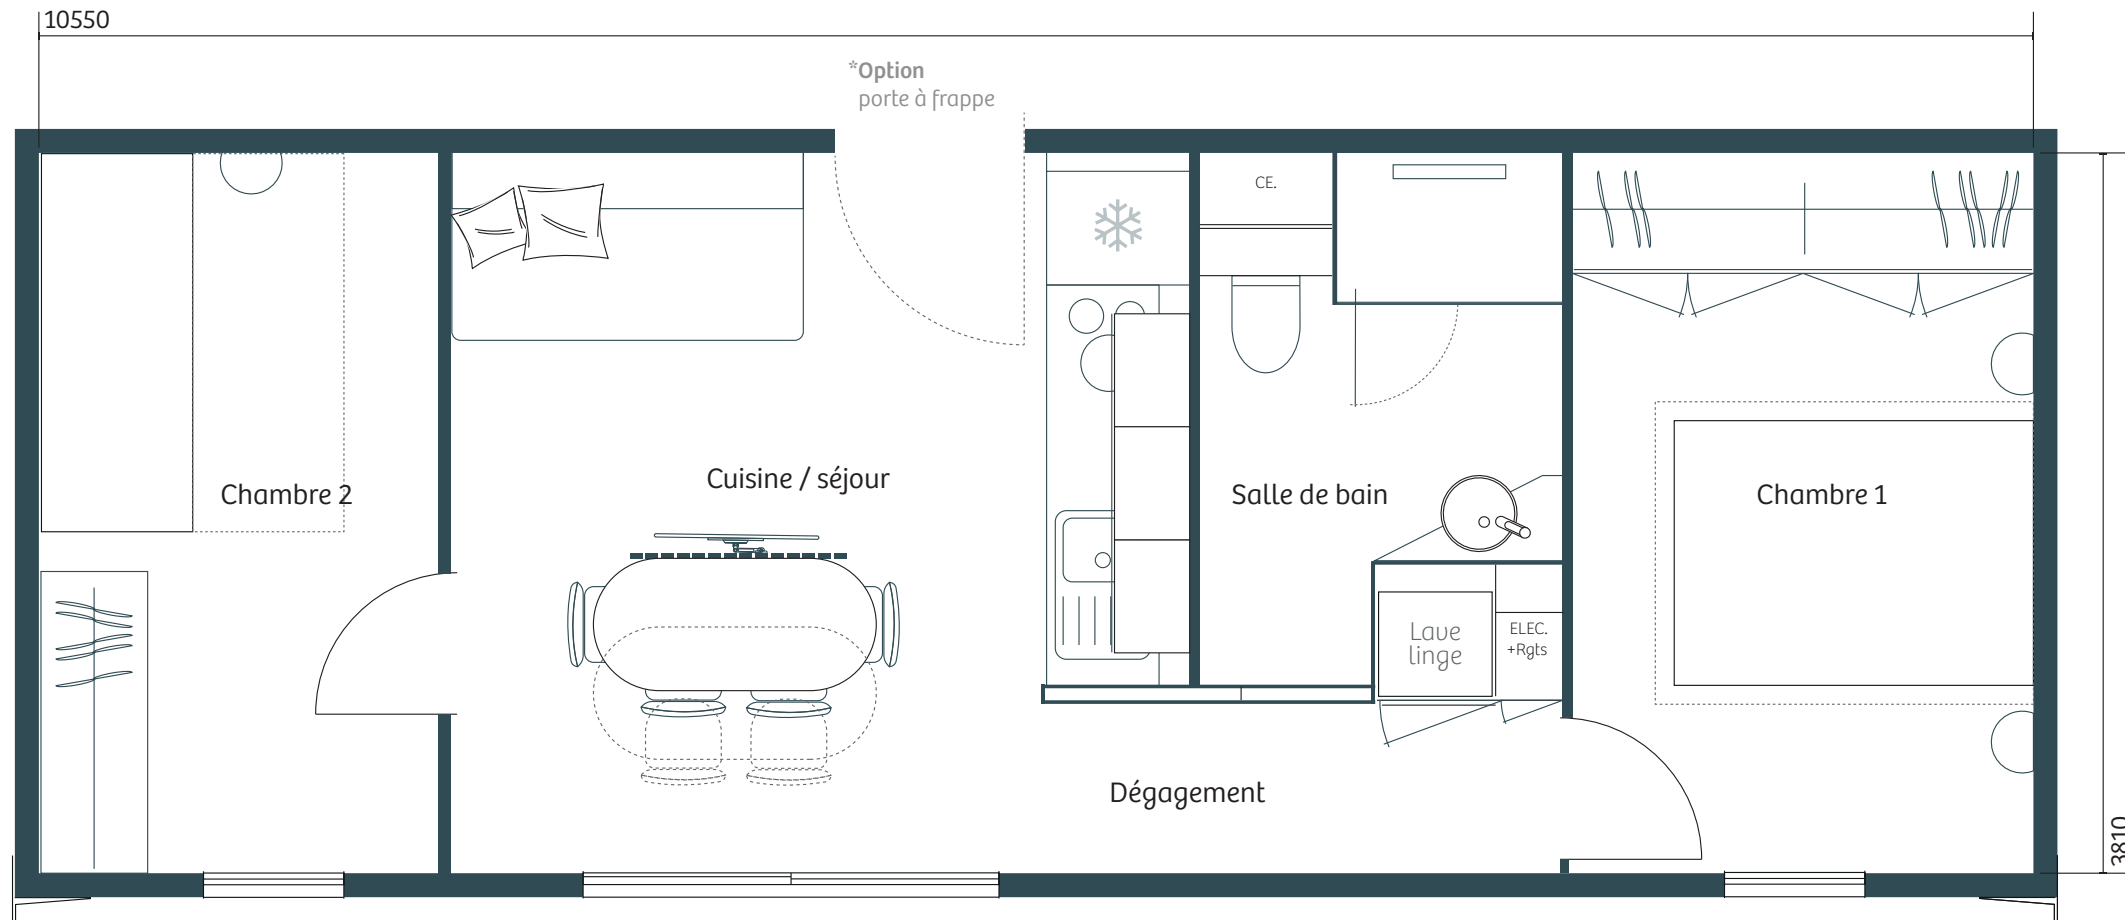 10550
*Option
porte à frappe
CE.
Chambre 2
Cuisine / séjour
Salle de bain
Chambre 1
Lave
linge
ELEC.
+Rgts
Dégagement
3810